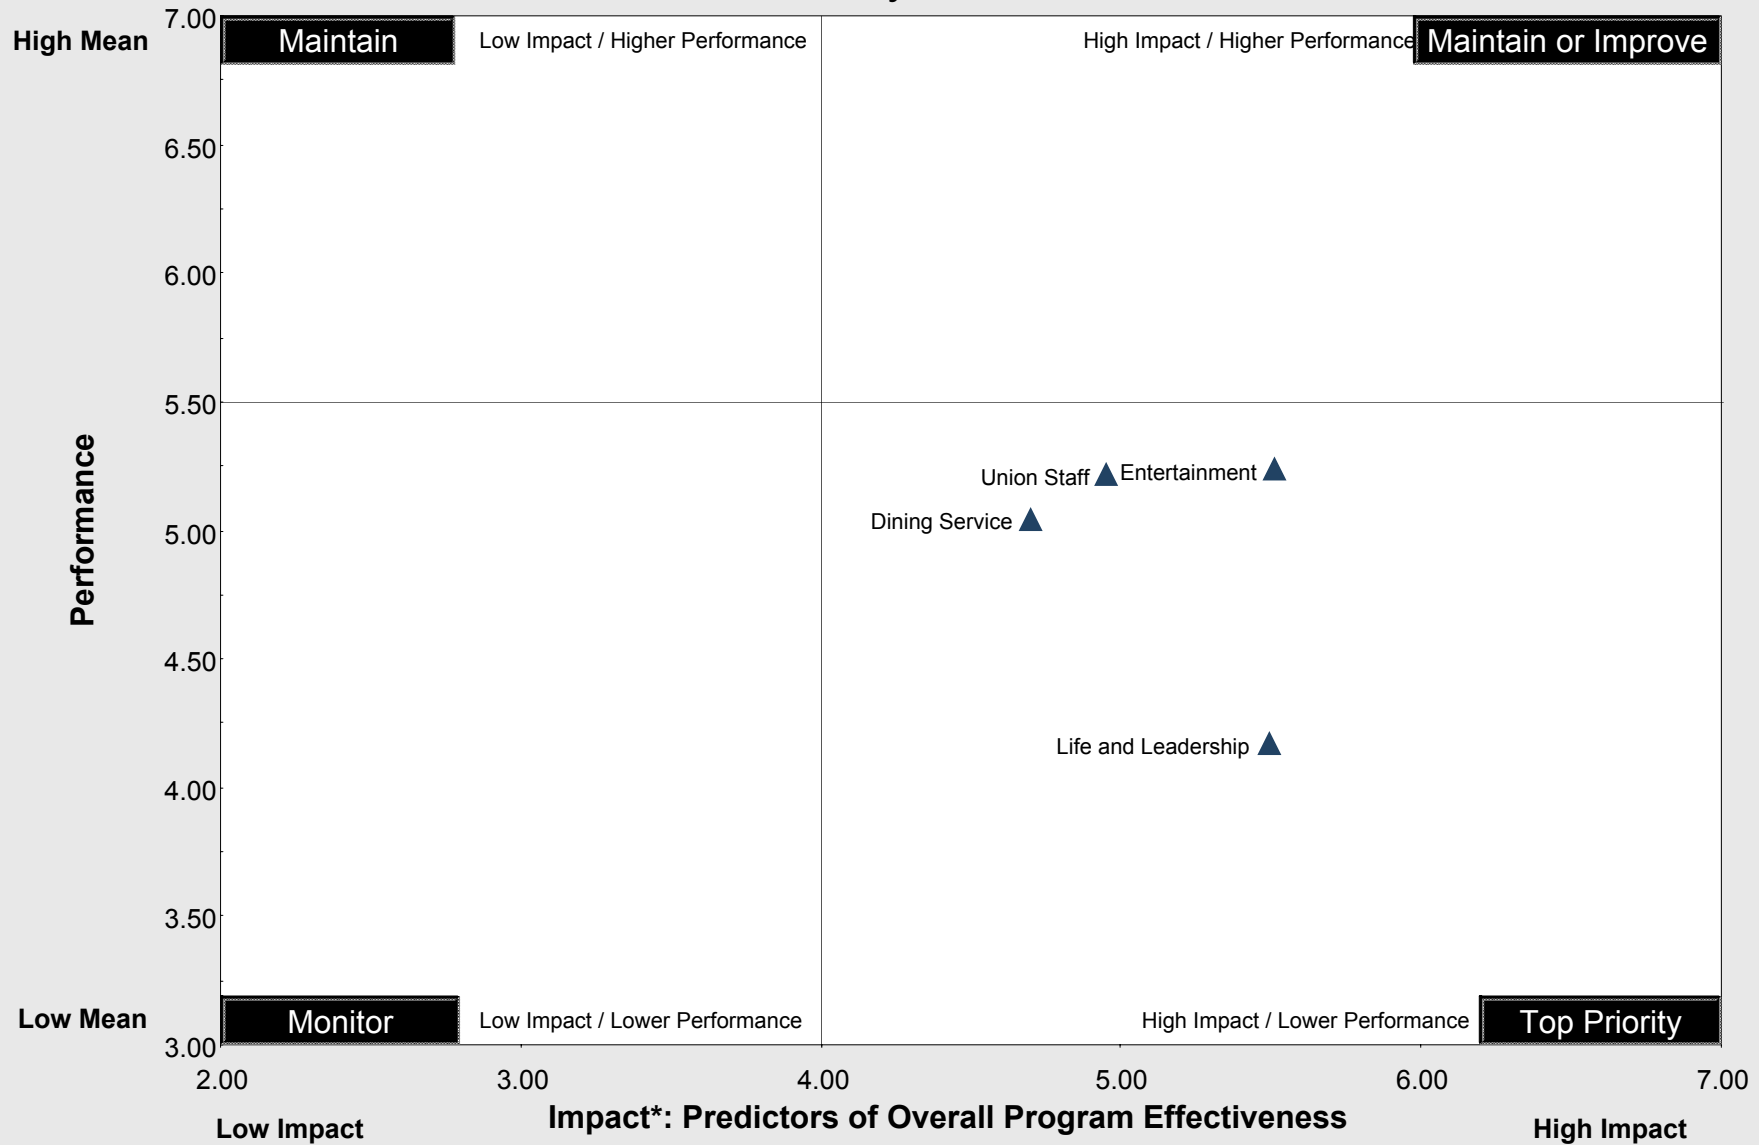 7.00
High Mean
Maintain
Low Impact / Higher Performance
High Impact / Higher Performance
Maintain or Improve
6.50
6.00
5.50
Performance
Union Staff
Entertainment
Dining Service
5.00
4.50
Life and Leadership
4.00
3.50
Low Mean
Monitor
Low Impact / Lower Performance
High Impact / Lower Performance
Top Priority
3.00
2.00
3.00
4.00
5.00
6.00
7.00
Low Impact
Impact*: Predictors of Overall Program Effectiveness
High Impact